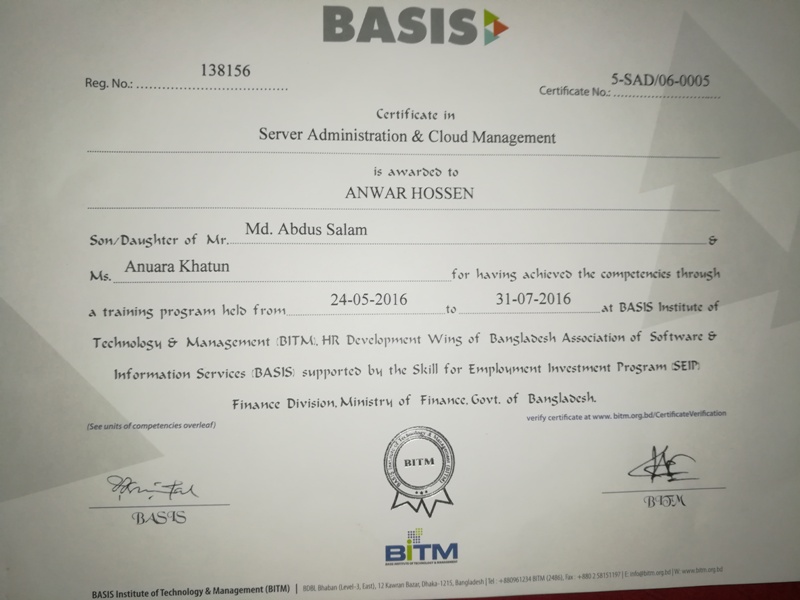 BASIS
138156
Reg. No.:
5-SAD/06-0005
Certificate No.:
Certificate in
Server Administration & Cloud Management
is awarded to
ANWAR HOSSEN
Son/Daughter of Mr. Md. Abdus Salam &
Ms. Anuara Khatun for having achieved the competencies through
a training program held from 24-05-2016 to 31-07-2016 at BASIS Institute of
Technology & Management (BITM), HR Development Wing of Bangladesh Association of Software &
Information Services (BASIS) supported by the Skill for Employment Investment Program (SEIP)
Finance Division, Ministry of Finance, Govt. of Bangladesh.
(See units of competencies overleaf)
verify certificate at www. bitm.org.bd/CertificateVerification
BITM
BASIS
BITM
BITM
BASIS INSTITUTE OF TECHNOLOGY & MANAGEMENT
BASIS Institute of Technology & Management (BITM) | BDBL Bhaban (Level-3, East), 12 Kawran Bazar, Dhaka-1215, Bangladesh | Tel : +880961234 BITM (2486), Fax : +880 2 58151197 | E: info@bitm.org.bd | W: www.bitm.org.bd